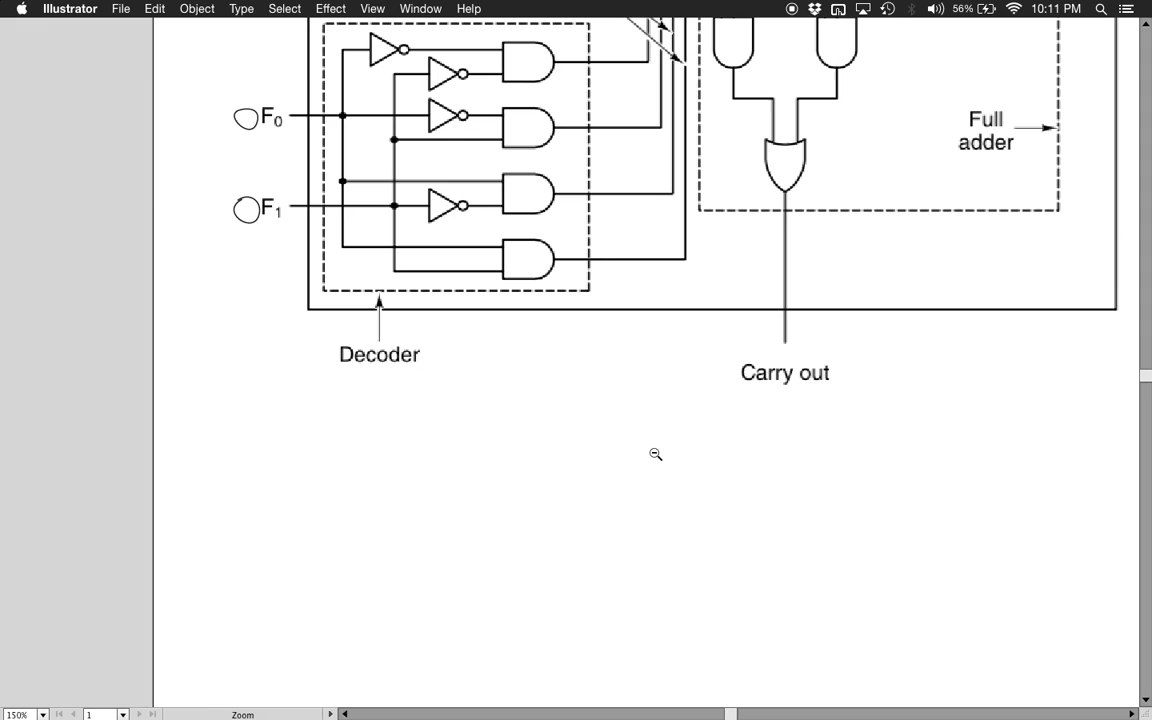 Illustrator File Edit Object Type Select Effect View Window Help 56% 10:11 PM
F0
F1
Full
adder
Decoder
Carry out
150% 1 Zoom